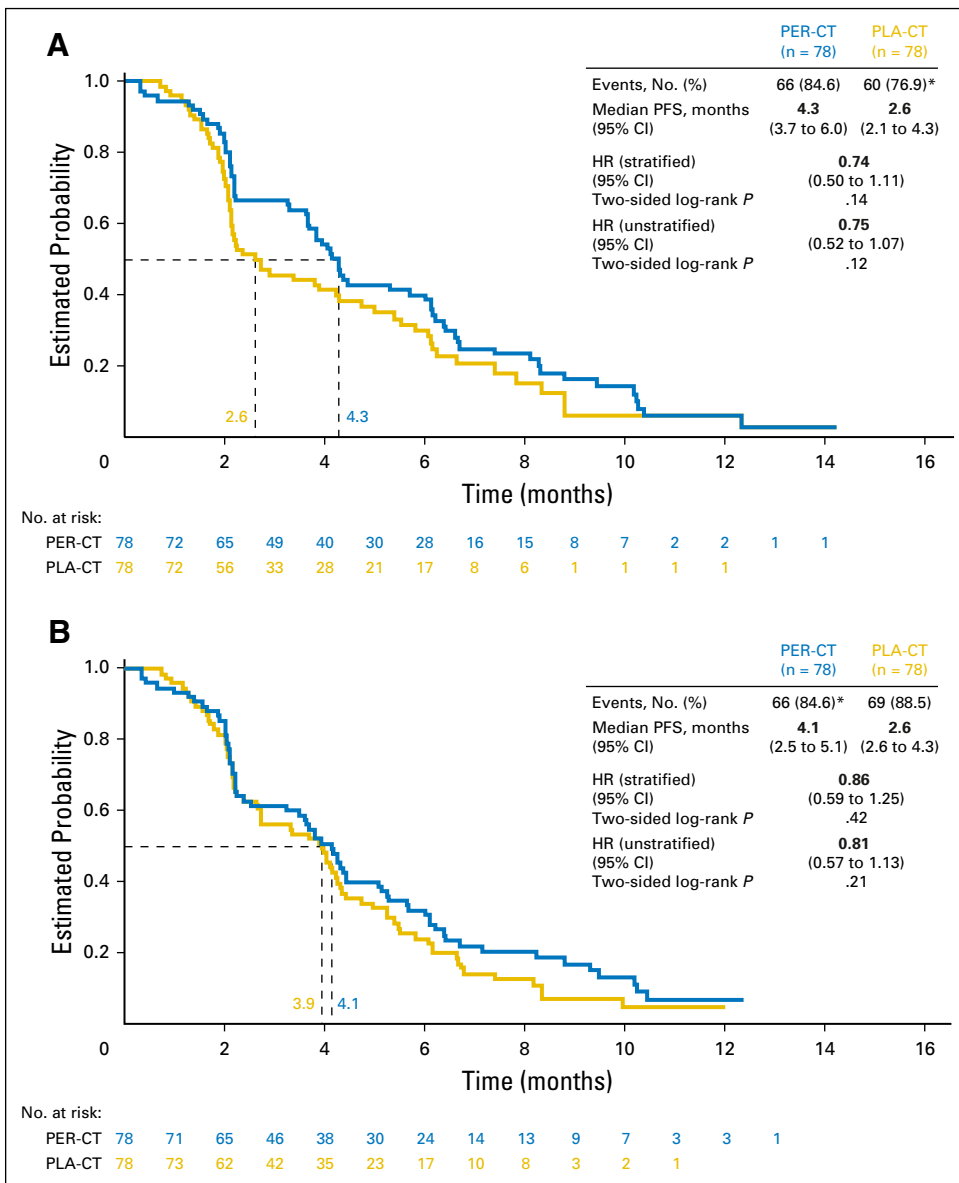 A
PER-CT PLA-CT
(n = 78) (n = 78)
Events, No. (%) 66 (84.6) 60 (76.9)*
Median PFS, months 4.3 2.6
(95% CI) (3.7 to 6.0) (2.1 to 4.3)
HR (stratified) 0.74
(95% CI) (0.50 to 1.11)
Two-sided log-rank P .14
HR (unstratified) 0.75
(95% CI) (0.52 to 1.07)
Two-sided log-rank P .12
Estimated Probability
1.0
0.8
0.6
0.4
0.2
2.6 4.3
0 2 4 6 8 10 12 14 16
Time (months)
No. at risk:
PER-CT 78 72 65 49 40 30 28 16 15 8 7 2 2 1 1
PLA-CT 78 72 56 33 28 21 17 8 6 1 1 1 1
B
PER-CT PLA-CT
(n = 78) (n = 78)
Events, No. (%) 66 (84.6)* 69 (88.5)
Median PFS, months 4.1 2.6
(95% CI) (2.5 to 5.1) (2.6 to 4.3)
HR (stratified) 0.86
(95% CI) (0.59 to 1.25)
Two-sided log-rank P .42
HR (unstratified) 0.81
(95% CI) (0.57 to 1.13)
Two-sided log-rank P .21
Estimated Probability
1.0
0.8
0.6
0.4
0.2
3.9 4.1
0 2 4 6 8 10 12 14 16
Time (months)
No. at risk:
PER-CT 78 71 65 46 38 30 24 14 13 9 7 3 3 1
PLA-CT 78 73 62 42 35 23 17 10 8 3 2 1